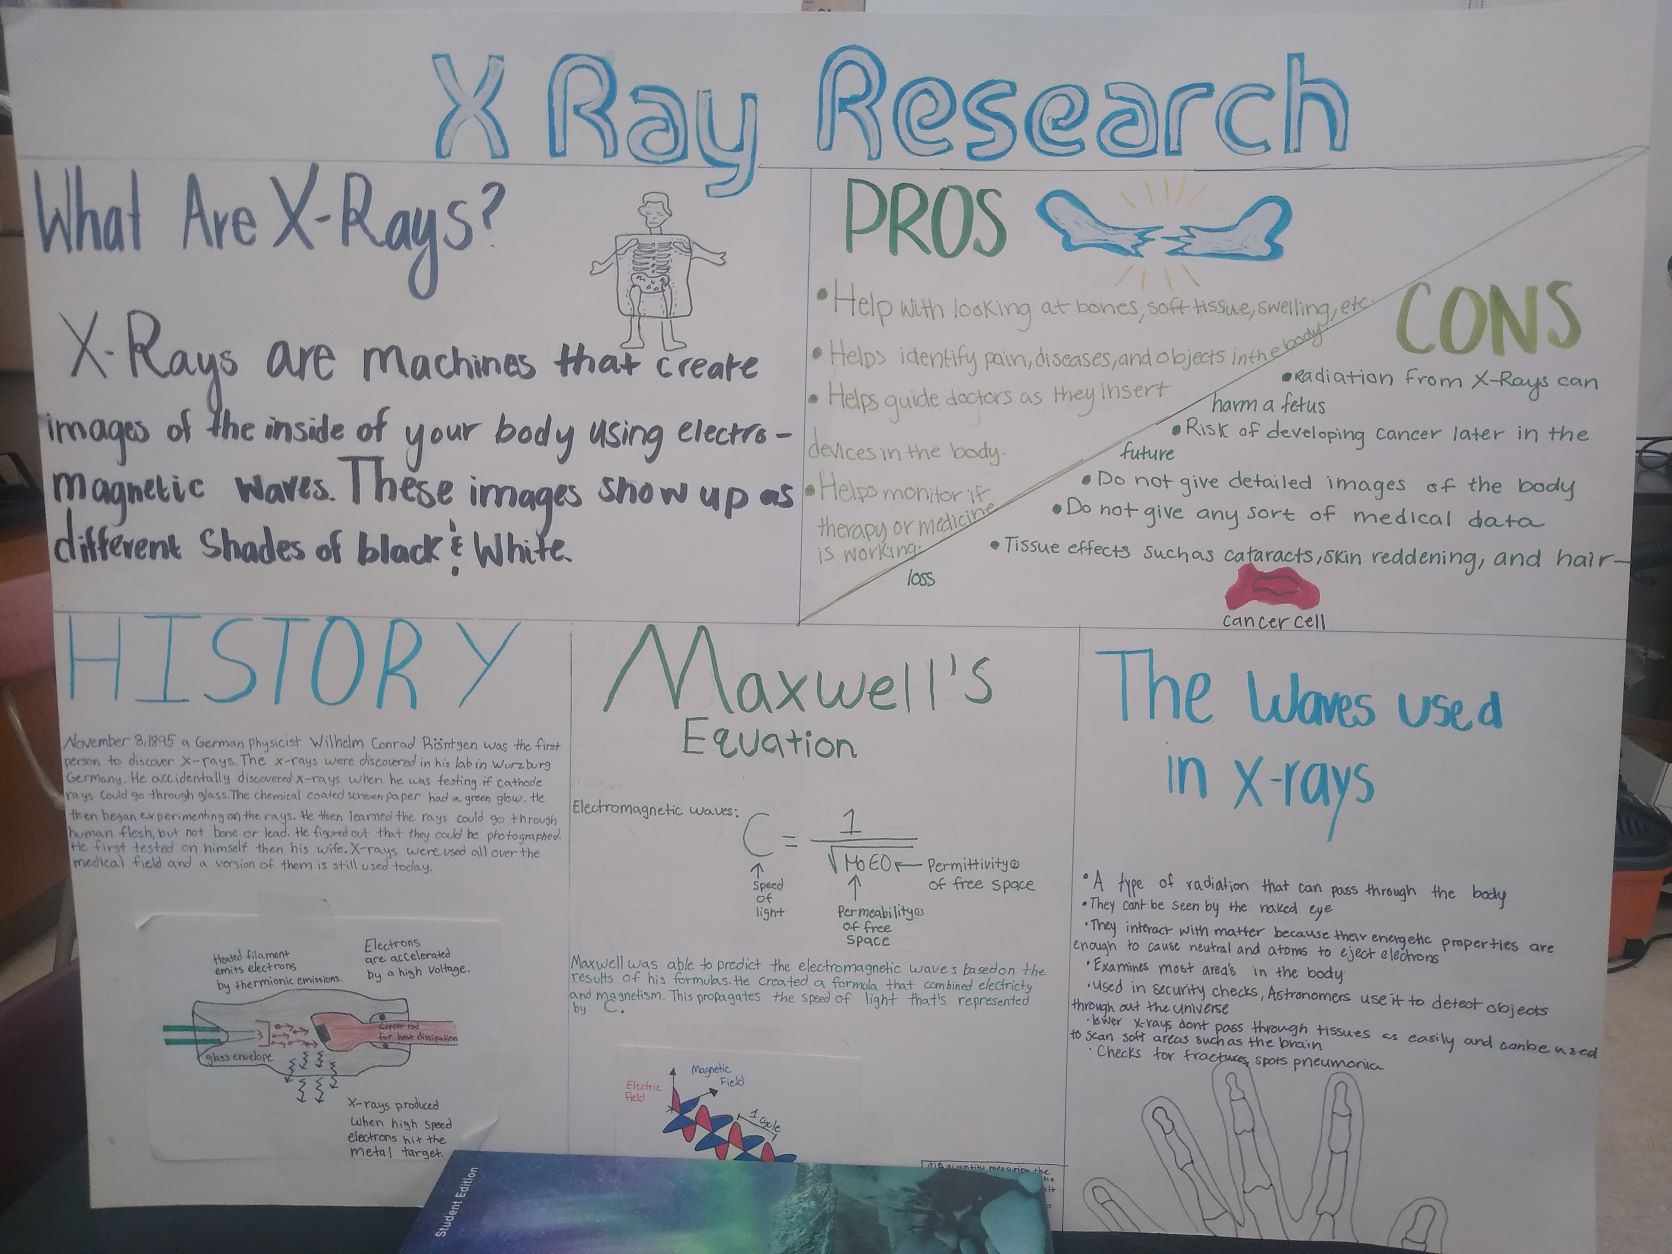 X Ray Research
What Are X-Rays?
X-Rays are machines that create
images of the inside of your body using electro-
magnetic waves. These images show up as
different shades of black & White.
PROS
• Help with looking at bones, soft tissue, swelling, etc.
• Helps identify pain, diseases, and objects in the body.
• Helps guide doctors as they insert
devices in the body.
• Helps monitor if
therapy or medicine
is working.
CONS
• radiation from X-Rays can
harm a fetus
• Risk of developing cancer later in the
future
• Do not give detailed images of the body
• Do not give any sort of medical data
• Tissue effects such as cataracts, skin reddening, and hair-
loss
cancer cell
HISTORY
November 8, 1895 a German physicist Wilhelm Conrad Röntgen was the first
person to discover x-rays. The x-rays were discovered in his lab in Wurzburg
Germany. He accidentally discovered x-rays when he was testing if cathode
rays could go through glass. The chemical coated screen paper had a green glow. He
then began experimenting on the rays. He then learned the rays could go through
human flesh, but not bone or lead. He figured out that they could be photographed.
He first tested on himself then his wife. X-rays were used all over the
medical field and a version of them is still used today.
Heated filament
emits electrons
by thermionic emissions.
Electrons
are accelerated
by a high voltage.
Copper rod
for heat dissipation
glass envelope
X-rays produced
when high speed
electrons hit the
metal target.
Maxwell's
Equation
Electromagnetic waves:
C = 1
√MoEO
Speed
of
light
Permittivity①
of free space
Permeability②
of free
space
Maxwell was able to predict the electromagnetic waves based on the
results of his formulas. He created a formula that combined electricty
and magnetism. This propagates the speed of light that's represented
by C.
Electric
Field
Magnetic
Field
1 cycle
A quantity measuring the
The Waves used
in x-rays
• A type of radiation that can pass through the body
• They cant be seen by the naked eye
• They interact with matter because their energetic properties are
enough to cause neutral and atoms to eject electrons
• Examines most area's in the body
• used in security checks, Astronomers use it to detect objects
through out the universe
• lower x-rays dont pass through tissues as easily and can be used
to scan soft areas such as the brain
• Checks for fractures, spots pneumonia
Student Edition